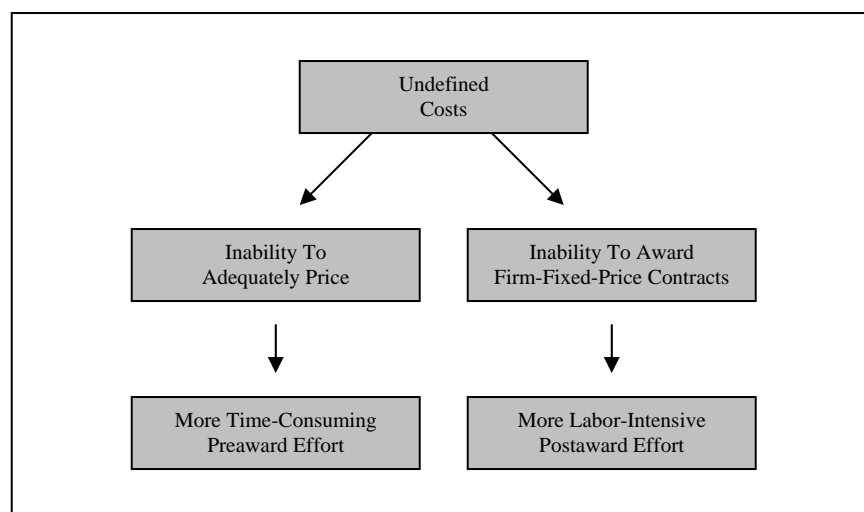 Undefined
Costs
Inability To
Adequately Price
Inability To Award
Firm-Fixed-Price Contracts
More Time-Consuming
Preaward Effort
More Labor-Intensive
Postaward Effort